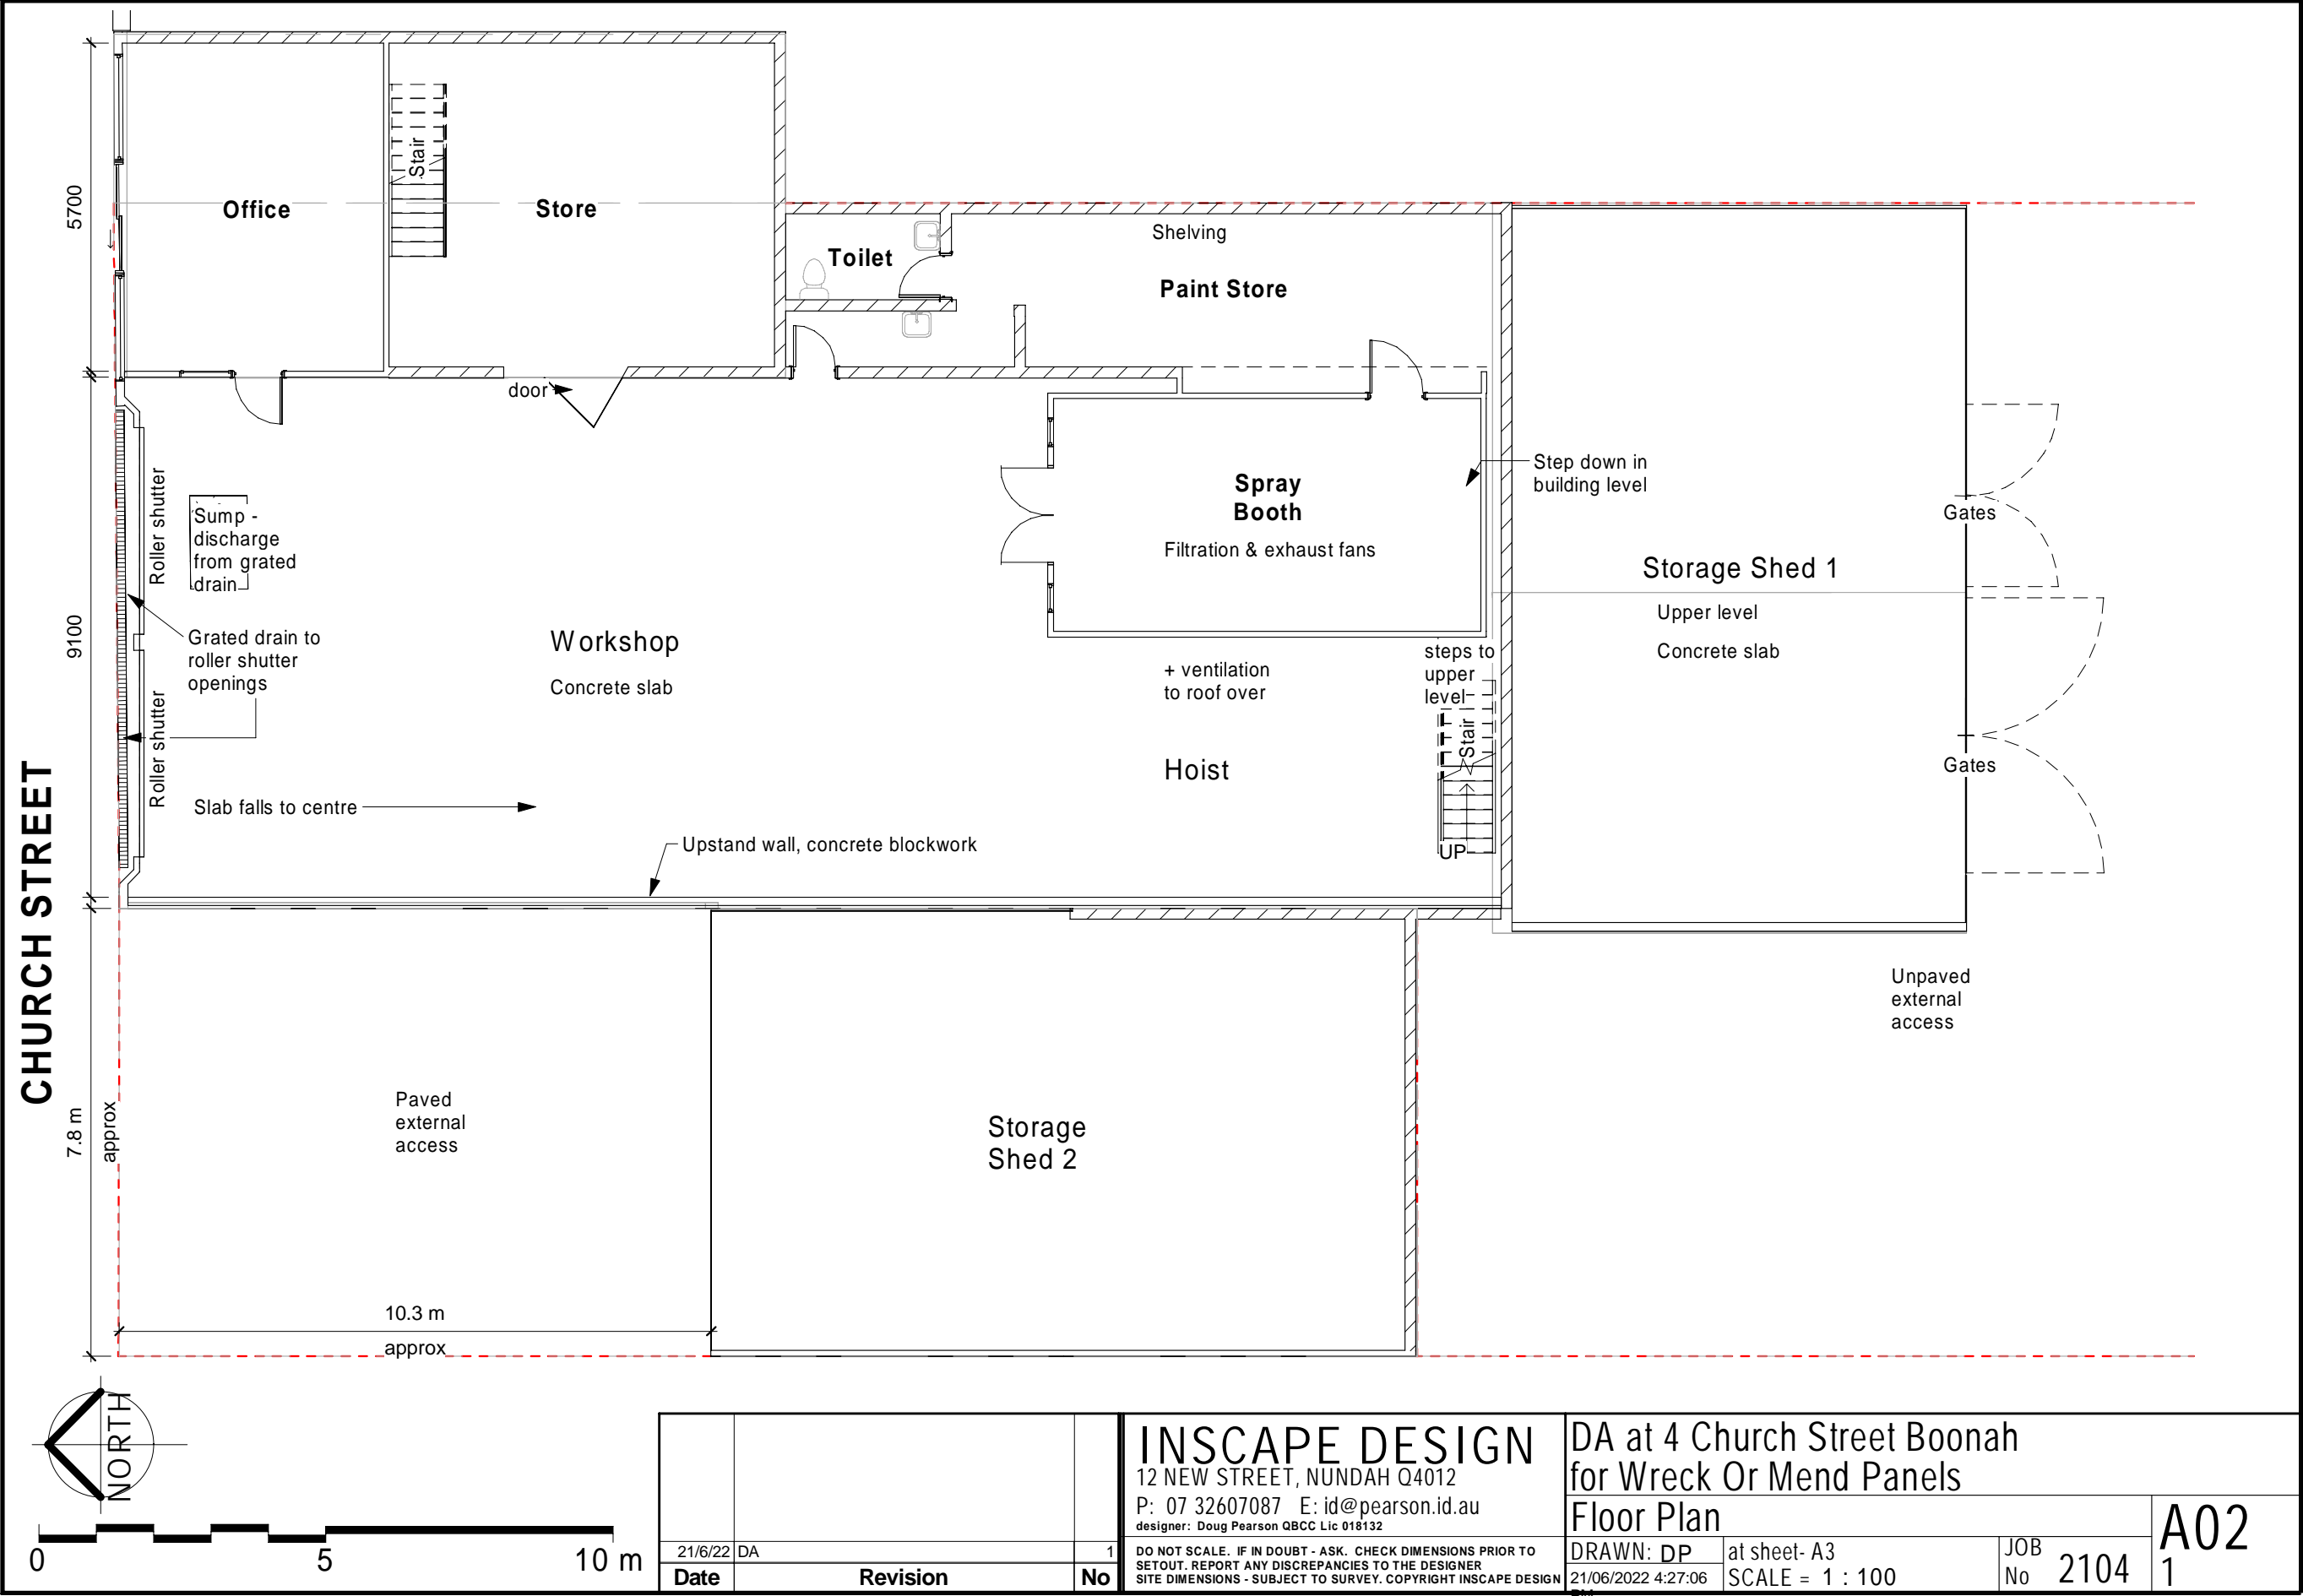 5700
Office
Stair
Store
Toilet
Shelving
Paint Store
door
9100
Roller shutter
Sump -
discharge
from grated
drain
Grated drain to
roller shutter
openings
Roller shutter
Workshop
Concrete slab
Slab falls to centre
Spray
Booth
Filtration & exhaust fans
+ ventilation
to roof over
Hoist
Step down in
building level
steps to
upper
level
Stair
UP
Storage Shed 1
Upper level
Concrete slab
Gates
Gates
Upstand wall, concrete blockwork
CHURCH STREET
7.8 m
approx
Paved
external
access
10.3 m
approx
Storage
Shed 2
Unpaved
external
access
NORTH
0 5 10 m
21/6/22 DA 1
Date Revision No
INSCAPE DESIGN
12 NEW STREET, NUNDAH Q4012
P: 07 32607087 E: id@pearson.id.au
designer: Doug Pearson QBCC Lic 018132
DO NOT SCALE. IF IN DOUBT - ASK. CHECK DIMENSIONS PRIOR TO
SETOUT. REPORT ANY DISCREPANCIES TO THE DESIGNER
SITE DIMENSIONS - SUBJECT TO SURVEY. COPYRIGHT INSCAPE DESIGN
DA at 4 Church Street Boonah
for Wreck Or Mend Panels
Floor Plan
DRAWN: DP
21/06/2022 4:27:06
at sheet- A3
SCALE = 1 : 100
JOB
No 2104
A02
1